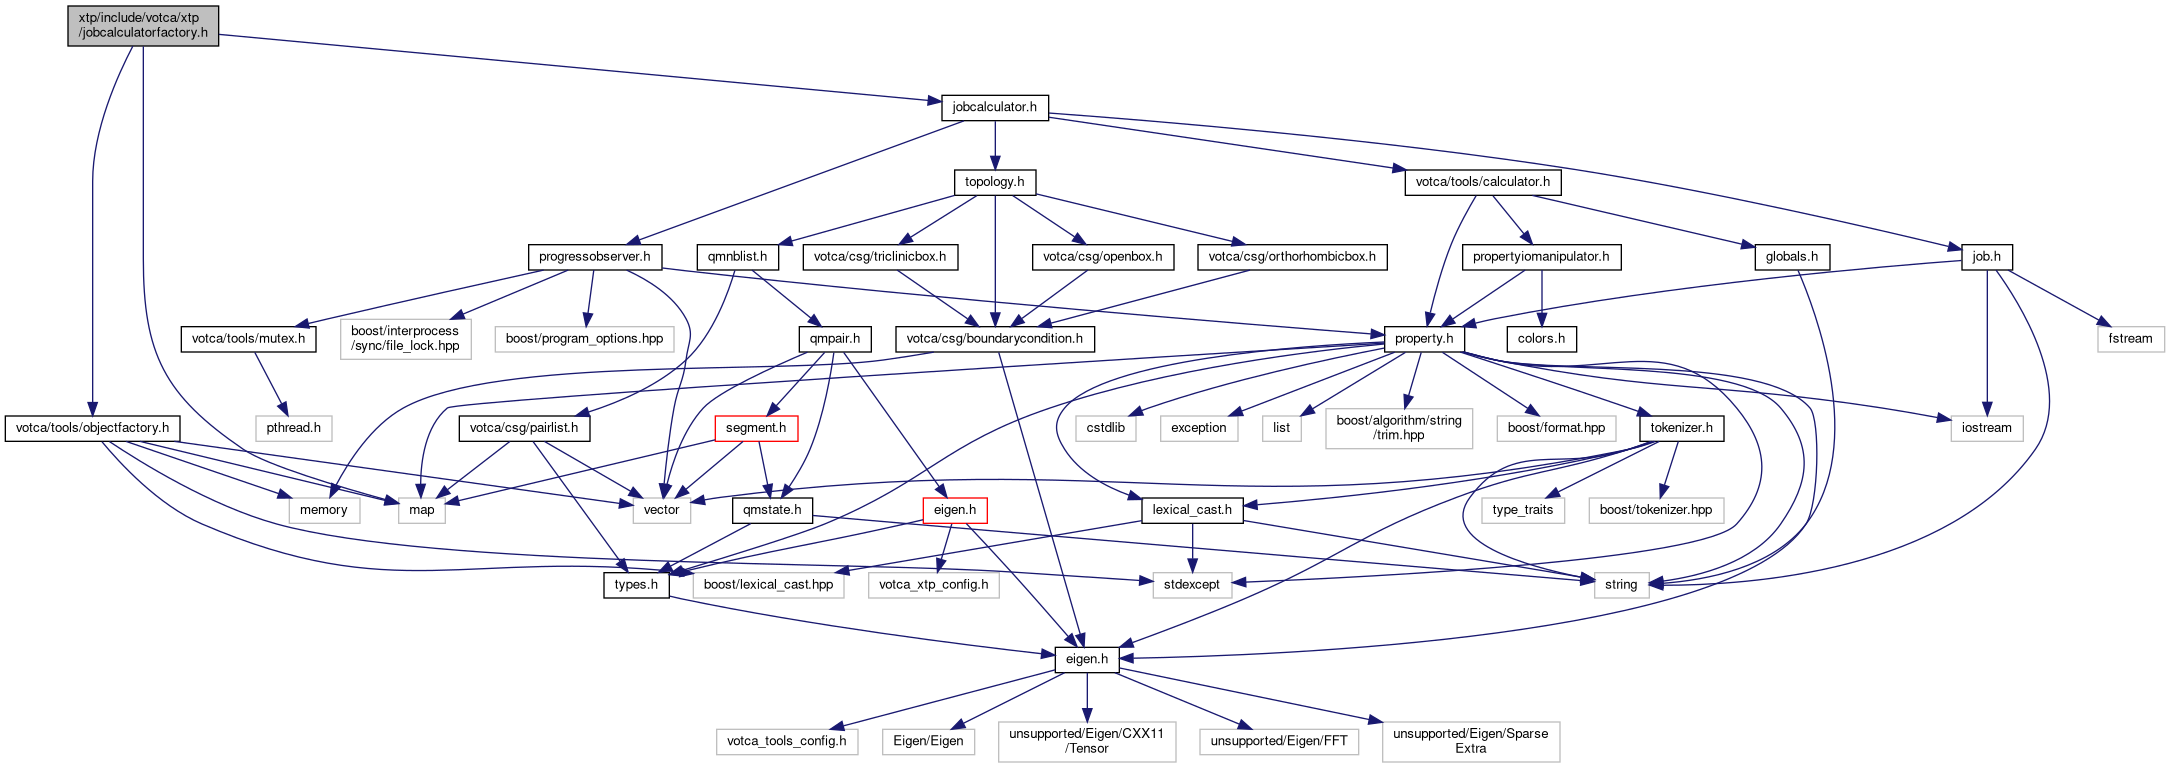 xtp/include/votca/xtp
/jobcalculatorfactory.h
jobcalculator.h
topology.h
votca/tools/calculator.h
progressobserver.h
qmnblist.h
votca/csg/triclinicbox.h
votca/csg/openbox.h
votca/csg/orthorhombicbox.h
propertyiomanipulator.h
globals.h
job.h
votca/tools/mutex.h
boost/interprocess
/sync/file_lock.hpp
boost/program_options.hpp
qmpair.h
votca/csg/boundarycondition.h
property.h
colors.h
fstream
votca/tools/objectfactory.h
pthread.h
votca/csg/pairlist.h
segment.h
cstdlib
exception
list
boost/algorithm/string
/trim.hpp
boost/format.hpp
tokenizer.h
iostream
memory
map
vector
qmstate.h
eigen.h
lexical_cast.h
type_traits
boost/tokenizer.hpp
types.h
boost/lexical_cast.hpp
votca_xtp_config.h
stdexcept
string
eigen.h
votca_tools_config.h
Eigen/Eigen
unsupported/Eigen/CXX11
/Tensor
unsupported/Eigen/FFT
unsupported/Eigen/Sparse
Extra